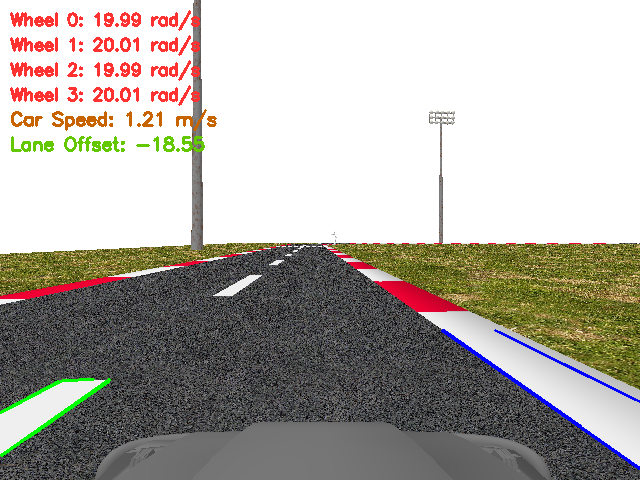 Wheel 0: 19.99 rad/s
Wheel 1: 20.01 rad/s
Wheel 2: 19.99 rad/s
Wheel 3: 20.01 rad/s
Car Speed: 1.21 m/s
Lane Offset: -18.55